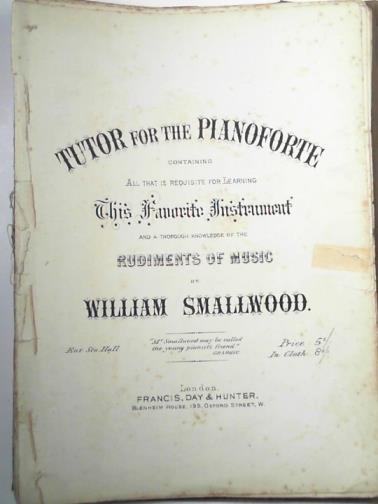 TUTOR FOR THE PIANOFORTE
CONTAINING
ALL THAT IS REQUISITE FOR LEARNING
This Favorite Instrument
AND A THOROUGH KNOWLEDGE OF THE
RUDIMENTS OF MUSIC
BY
WILLIAM SMALLWOOD.
Ent. Sta. Hall
"Mr Smallwood may be called
the young pianists friend"
GRAPHIC.
Price 5/
In Cloth 8/
London.
FRANCIS, DAY & HUNTER.
BLENHEIM HOUSE, 195, OXFORD STREET, W.